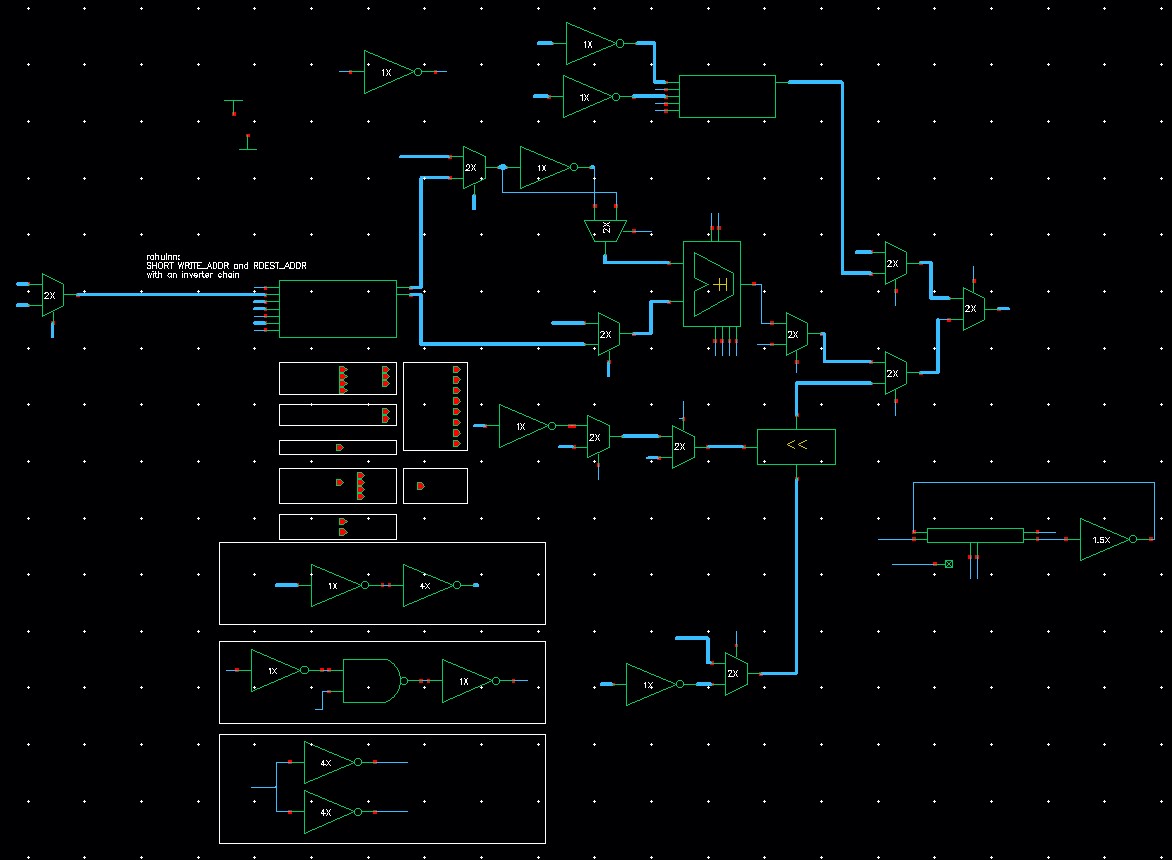 1X
1X
1X
2X
1X
2X
rahulnn:
SHORT WRITE_ADDR and RDEST_ADDR
with an inverter chain
2X
2X
+
2X
2X
2X
2X
1X
2X
2X
<<
1.5X
1X
4X
1X
1X
2X
1X
4X
4X